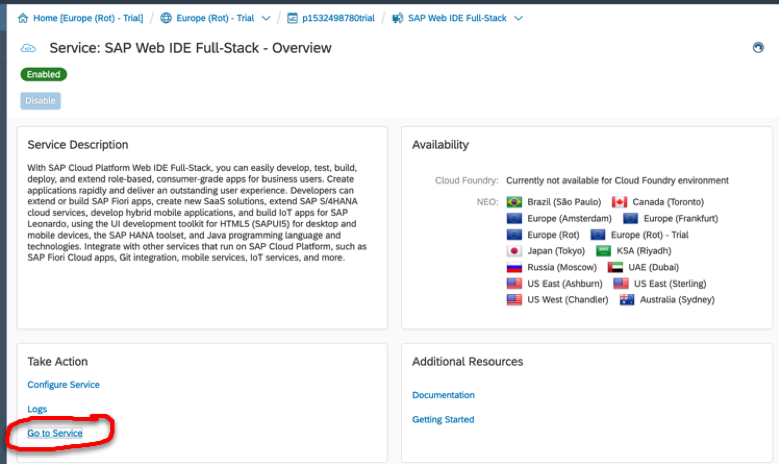 Home [Europe (Rot) - Trial] / Europe (Rot) - Trial / p1532498780trial / SAP Web IDE Full-Stack
Service: SAP Web IDE Full-Stack - Overview
Enabled
Disable
Service Description
With SAP Cloud Platform Web IDE Full-Stack, you can easily develop, test, build,
deploy, and extend role-based, consumer-grade apps for business users. Create
applications rapidly and deliver an outstanding user experience. Developers can
extend or build SAP Fiori apps, create new SaaS solutions, extend SAP S/4HANA
cloud services, develop hybrid mobile applications, and build IoT apps for SAP
Leonardo, using the UI development toolkit for HTML5 (SAPUI5) for desktop and
mobile devices, the SAP HANA toolset, and Java programming language and
technologies. Integrate with other services that run on SAP Cloud Platform, such as
SAP Fiori Cloud apps, Git integration, mobile services, IoT services, and more.
Availability
Cloud Foundry: Currently not available for Cloud Foundry environment
NEO: Brazil (São Paulo) Canada (Toronto)
Europe (Amsterdam) Europe (Frankfurt)
Europe (Rot) Europe (Rot) - Trial
Japan (Tokyo) KSA (Riyadh)
Russia (Moscow) UAE (Dubai)
US East (Ashburn) US East (Sterling)
US West (Chandler) Australia (Sydney)
Take Action
Configure Service
Logs
Go to Service
Additional Resources
Documentation
Getting Started